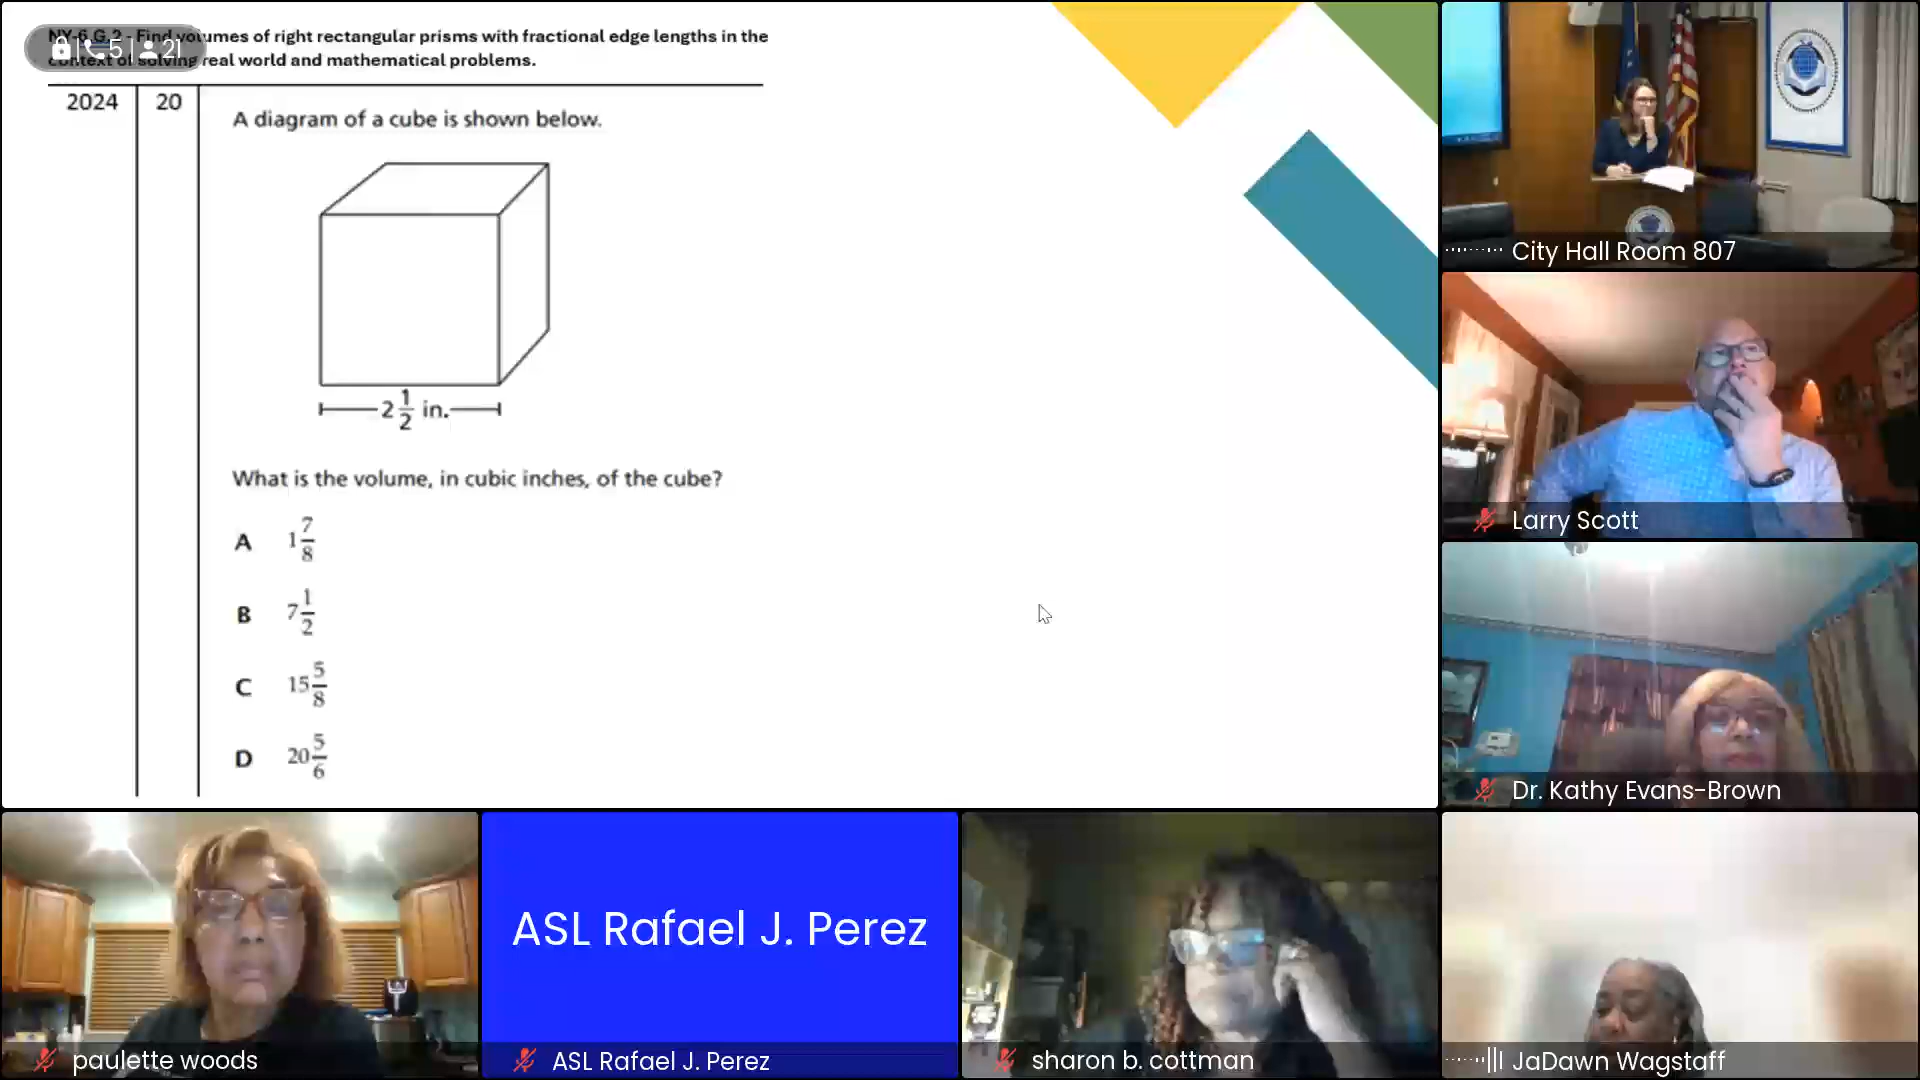 NY-6.G.2 - Find volumes of right rectangular prisms with fractional edge lengths in the
context of solving real world and mathematical problems.
5 21
2024 20
A diagram of a cube is shown below.
2 1/2 in.
What is the volume, in cubic inches, of the cube?
A 1 7/8
B 7 1/2
C 15 5/8
D 20 5/6
City Hall Room 807
Larry Scott
Dr. Kathy Evans-Brown
paulette woods
ASL Rafael J. Perez
ASL Rafael J. Perez
sharon b. cottman
JaDawn Wagstaff